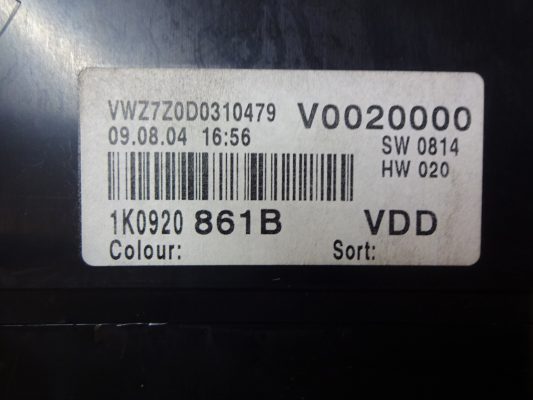 VWZ7Z0D0310479 V0020000
09.08.04 16:56 SW 0814
HW 020
1K0920 861B VDD
Colour: Sort: